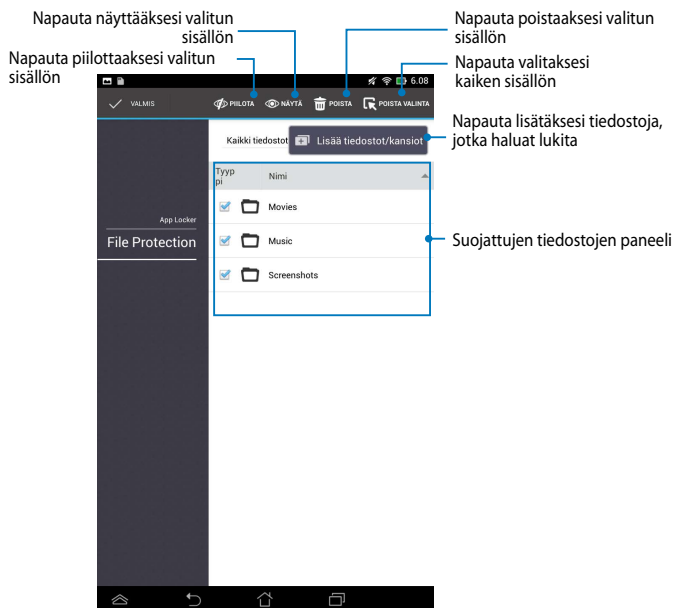 Napauta näyttääksesi valitun
sisällön
Napauta poistaaksesi valitun
sisällön
Napauta piilottaaksesi valitun
sisällön
Napauta valitaksesi
kaiken sisällön
6.08
VALMIS
PIILOTA
NÄYTÄ
POISTA
POISTA VALINTA
Napauta lisätäksesi tiedostoja,
jotka haluat lukita
Kaikki tiedostot
Lisää tiedostot/kansiot
Tyyp
pi
Nimi
Movies
App Locker
File Protection
Music
Suojattujen tiedostojen paneeli
Screenshots